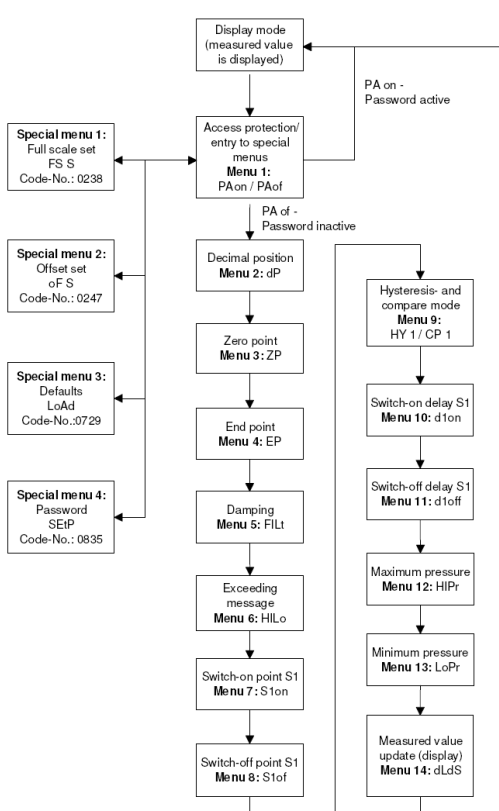 Display mode
(measured value
is displayed)
PA on -
Password active
Access protection/
entry to special
menus
Menu 1:
PAon / PAof
Special menu 1:
Full scale set
FS S
Code-No.: 0238
PA of -
Password inactive
Special menu 2:
Offset set
oF S
Code-No.: 0247
Special menu 3:
Defaults
LoAd
Code-No.:0729
Special menu 4:
Password
SEtP
Code-No.: 0835
Decimal position
Menu 2: dP
Zero point
Menu 3: ZP
End point
Menu 4: EP
Damping
Menu 5: FILt
Exceeding
message
Menu 6: HILo
Switch-on point S1
Menu 7: S1on
Switch-off point S1
Menu 8: S1of
Hysteresis- and
compare mode
Menu 9:
HY 1 / CP 1
Switch-on delay S1
Menu 10: d1on
Switch-off delay S1
Menu 11: d1off
Maximum pressure
Menu 12: HIPr
Minimum pressure
Menu 13: LoPr
Measured value
update (display)
Menu 14: dLdS